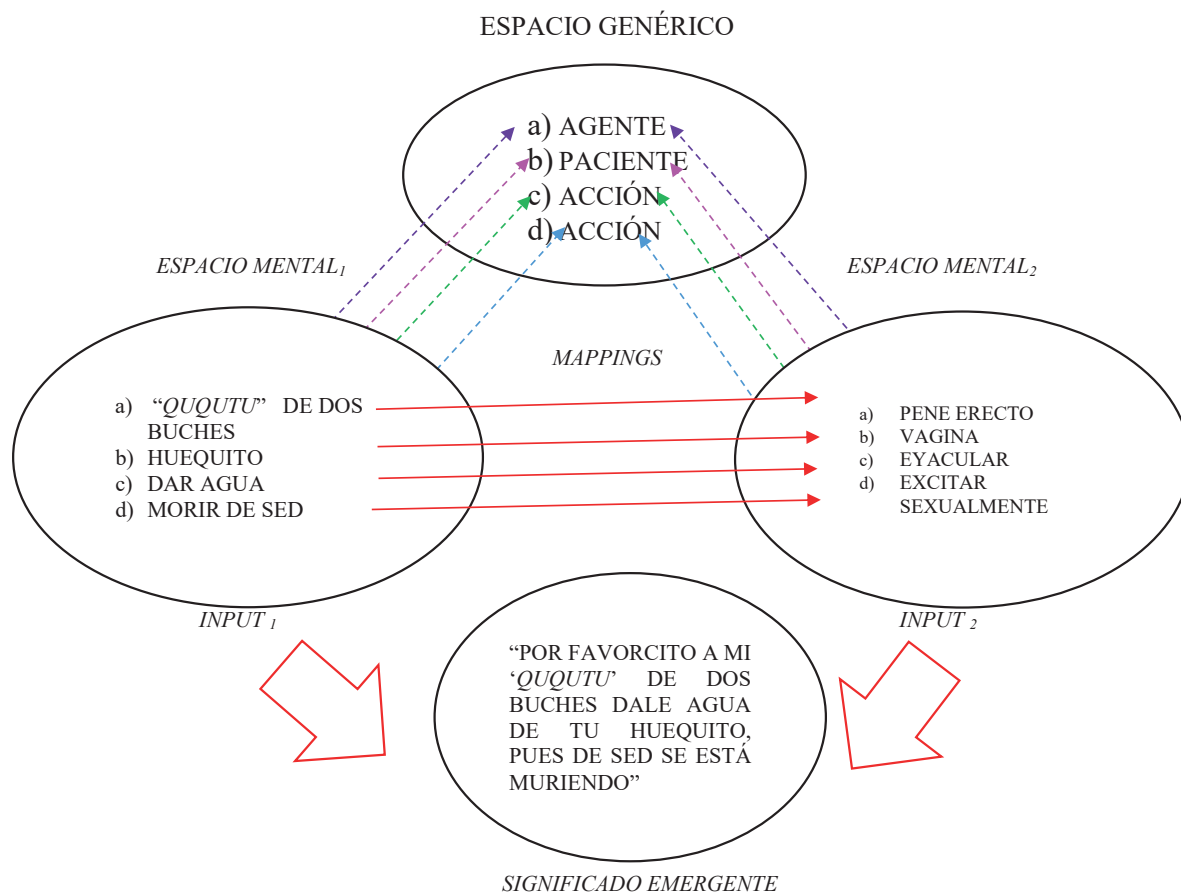 ESPACIO GENÉRICO
a) AGENTE
b) PACIENTE
c) ACCIÓN
d) ACCIÓN
ESPACIO MENTAL1
ESPACIO MENTAL2
MAPPINGS
a) “QUQUTU” DE DOS
BUCHES
b) HUEQUITO
c) DAR AGUA
d) MORIR DE SED
a) PENE ERECTO
b) VAGINA
c) EYACULAR
d) EXCITAR
SEXUALMENTE
INPUT 1
INPUT 2
“POR FAVORCITO A MI
‘QUQUTU’ DE DOS
BUCHES DALE AGUA
DE TU HUEQUITO,
PUES DE SED SE ESTÁ
MURIENDO”
SIGNIFICADO EMERGENTE